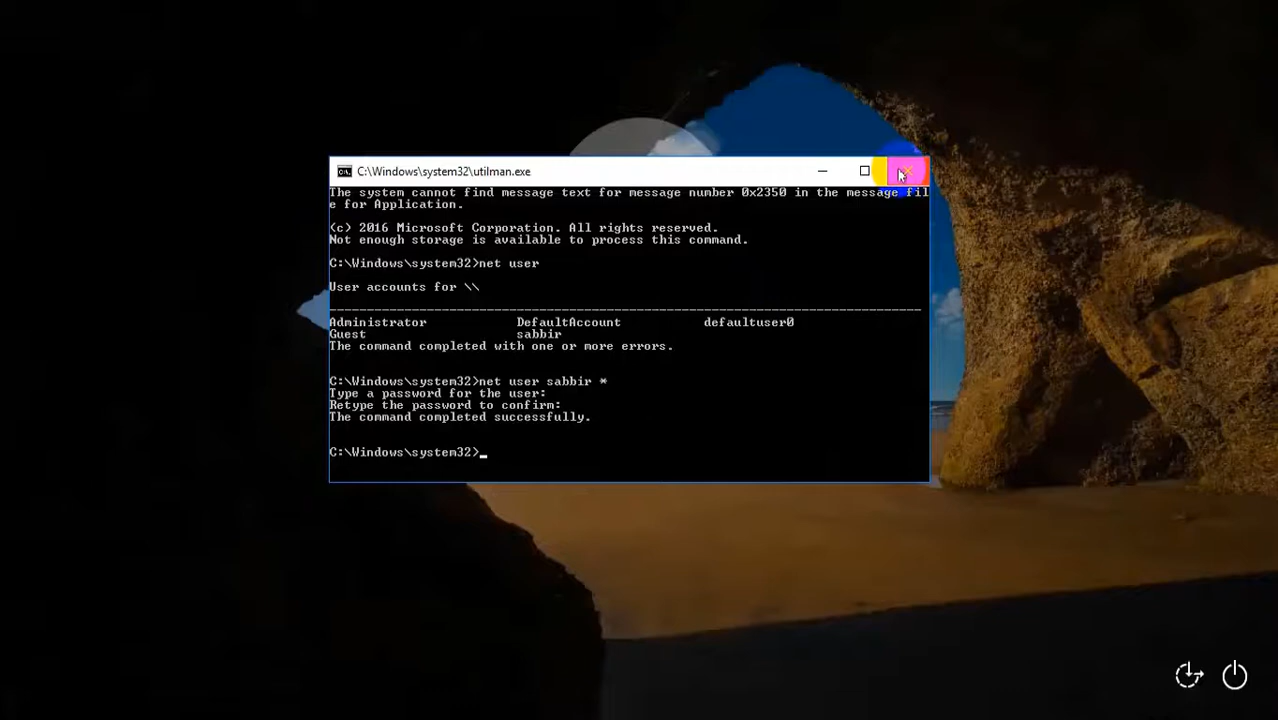 C:\Windows\system32\utilman.exe
The system cannot find message text for message number 0x2350 in the message fil
e for Application.
(c) 2016 Microsoft Corporation. All rights reserved.
Not enough storage is available to process this command.
C:\Windows\system32>net user
User accounts for \\
-------------------------------------------------------------------------------
Administrator            DefaultAccount           defaultuser0
Guest                    sabbir
The command completed with one or more errors.
C:\Windows\system32>net user sabbir *
Type a password for the user:
Retype the password to confirm:
The command completed successfully.
C:\Windows\system32>